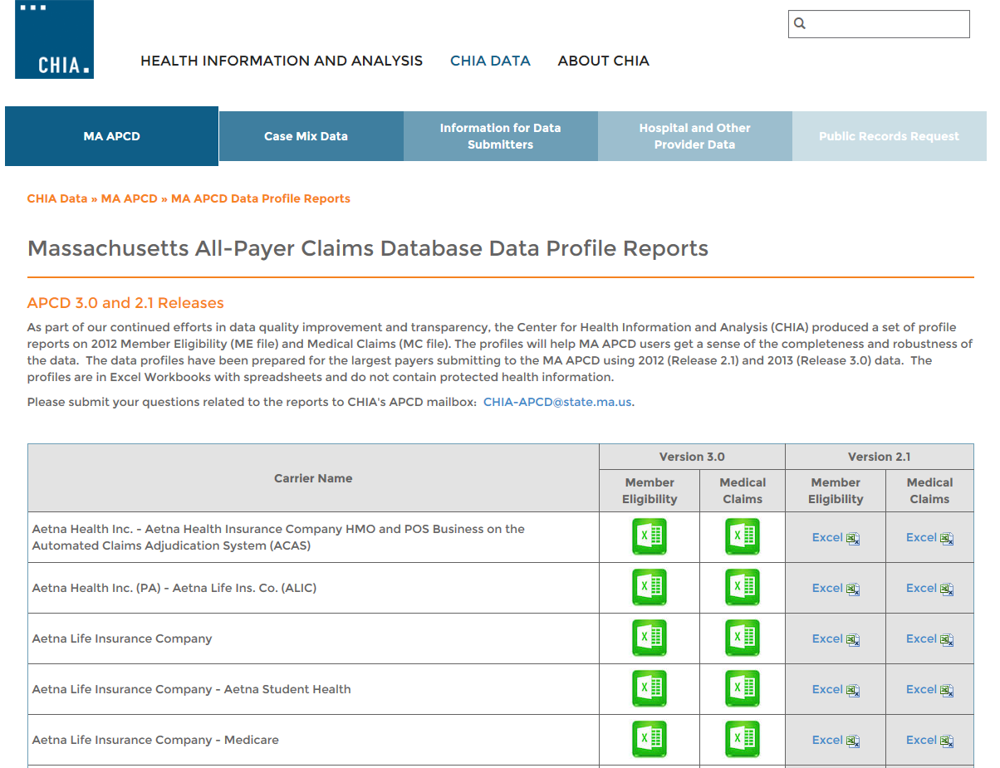 CHIA.
HEALTH INFORMATION AND ANALYSIS
CHIA DATA
ABOUT CHIA
MA APCD
Case Mix Data
Information for Data
Submitters
Hospital and Other
Provider Data
Public Records Request
CHIA Data » MA APCD » MA APCD Data Profile Reports
Massachusetts All-Payer Claims Database Data Profile Reports
APCD 3.0 and 2.1 Releases
As part of our continued efforts in data quality improvement and transparency, the Center for Health Information and Analysis (CHIA) produced a set of profile
reports on 2012 Member Eligibility (ME file) and Medical Claims (MC file). The profiles will help MA APCD users get a sense of the completeness and robustness of
the data.  The data profiles have been prepared for the largest payers submitting to the MA APCD using 2012 (Release 2.1) and 2013 (Release 3.0) data.  The
profiles are in Excel Workbooks with spreadsheets and do not contain protected health information.
Please submit your questions related to the reports to CHIA's APCD mailbox:  CHIA-APCD@state.ma.us.
Carrier Name
Version 3.0
Version 2.1
Member
Eligibility
Medical
Claims
Member
Eligibility
Medical
Claims
Aetna Health Inc. - Aetna Health Insurance Company HMO and POS Business on the
Automated Claims Adjudication System (ACAS)
X
X
Excel
Excel
Aetna Health Inc. (PA) - Aetna Life Ins. Co. (ALIC)
X
X
Excel
Excel
Aetna Life Insurance Company
X
X
Excel
Excel
Aetna Life Insurance Company - Aetna Student Health
X
X
Excel
Excel
Aetna Life Insurance Company - Medicare
X
X
Excel
Excel